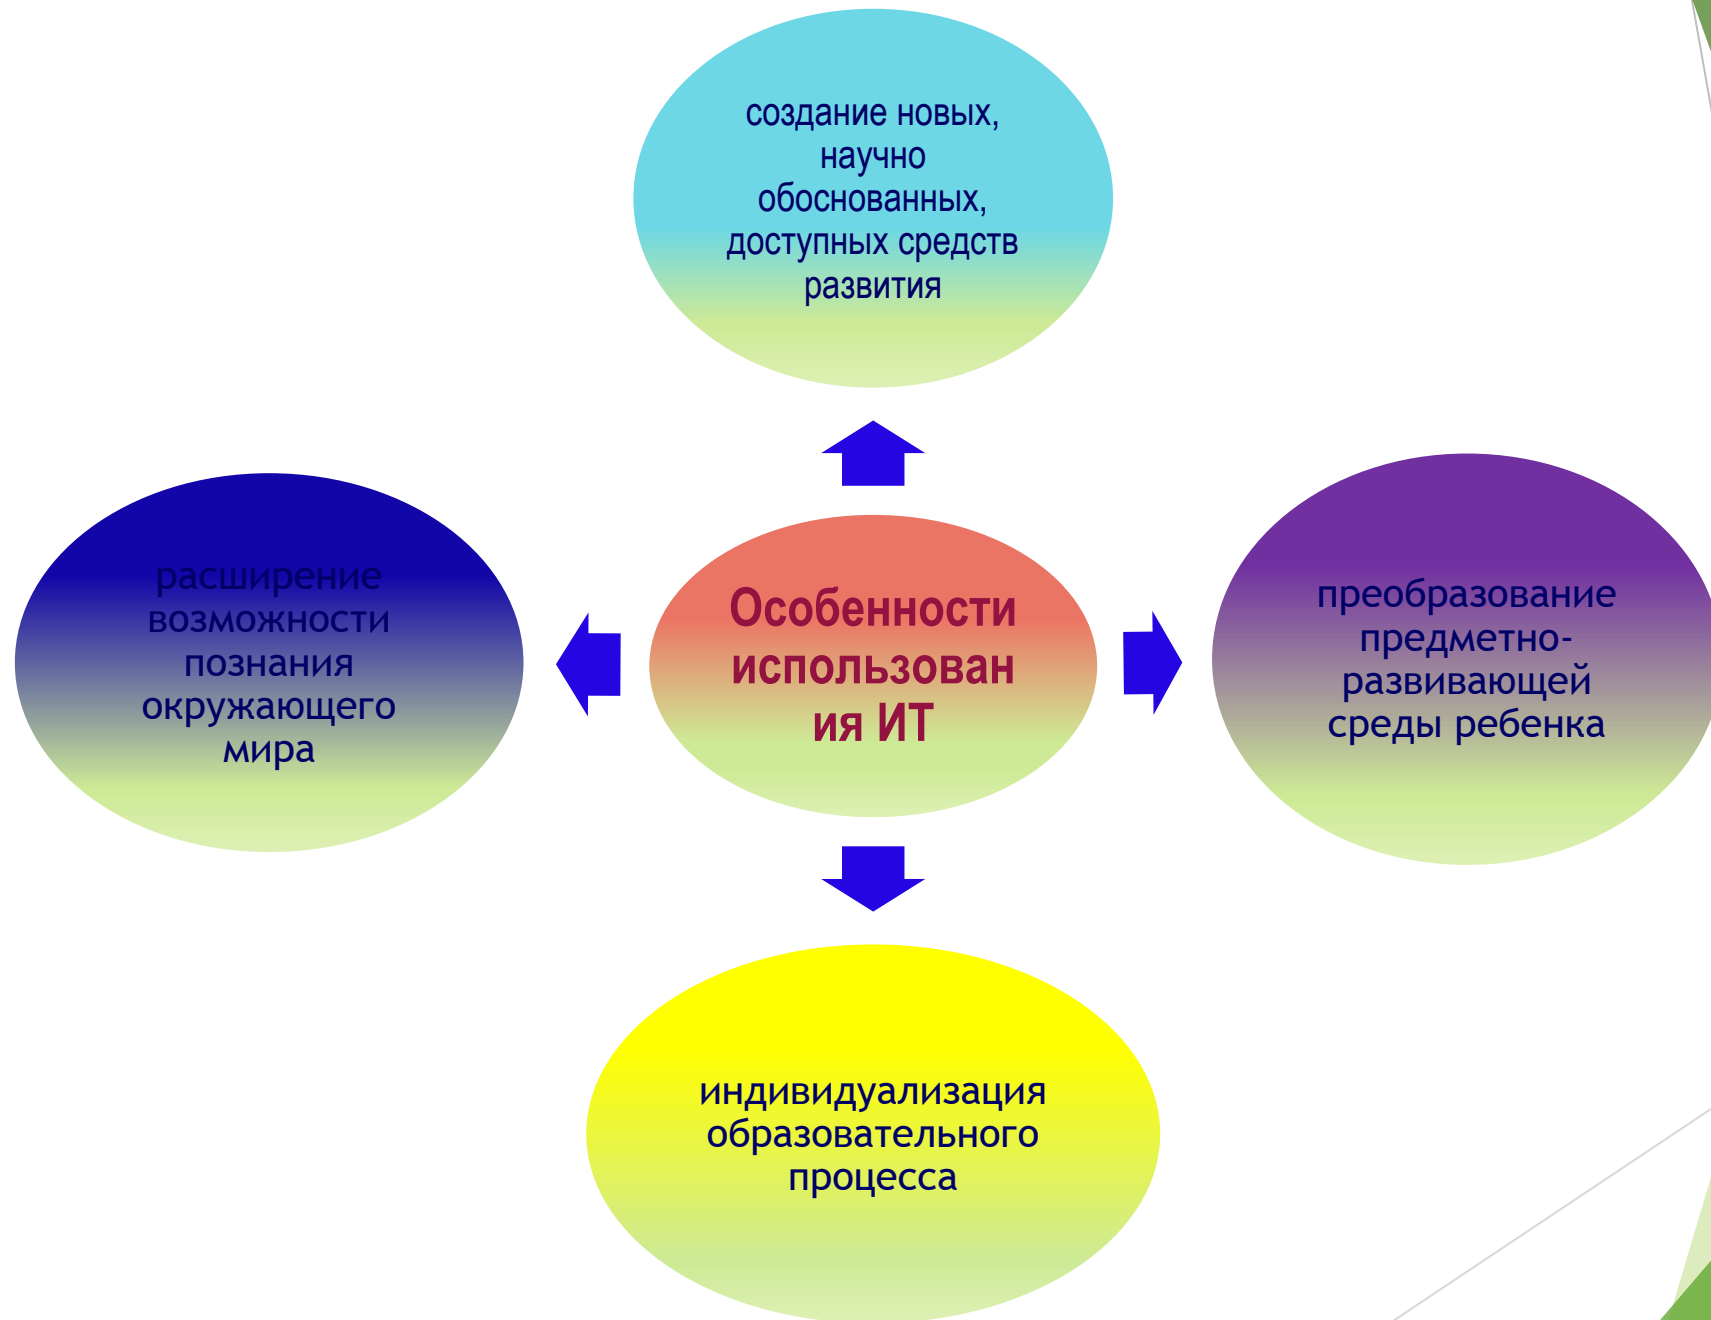 создание новых,
научно
обоснованных,
доступных средств
развития
расширение
возможности
познания
окружающего
мира
Особенности
использован
ия ИТ
преобразование
предметно-
развивающей
среды ребенка
индивидуализация
образовательного
процесса